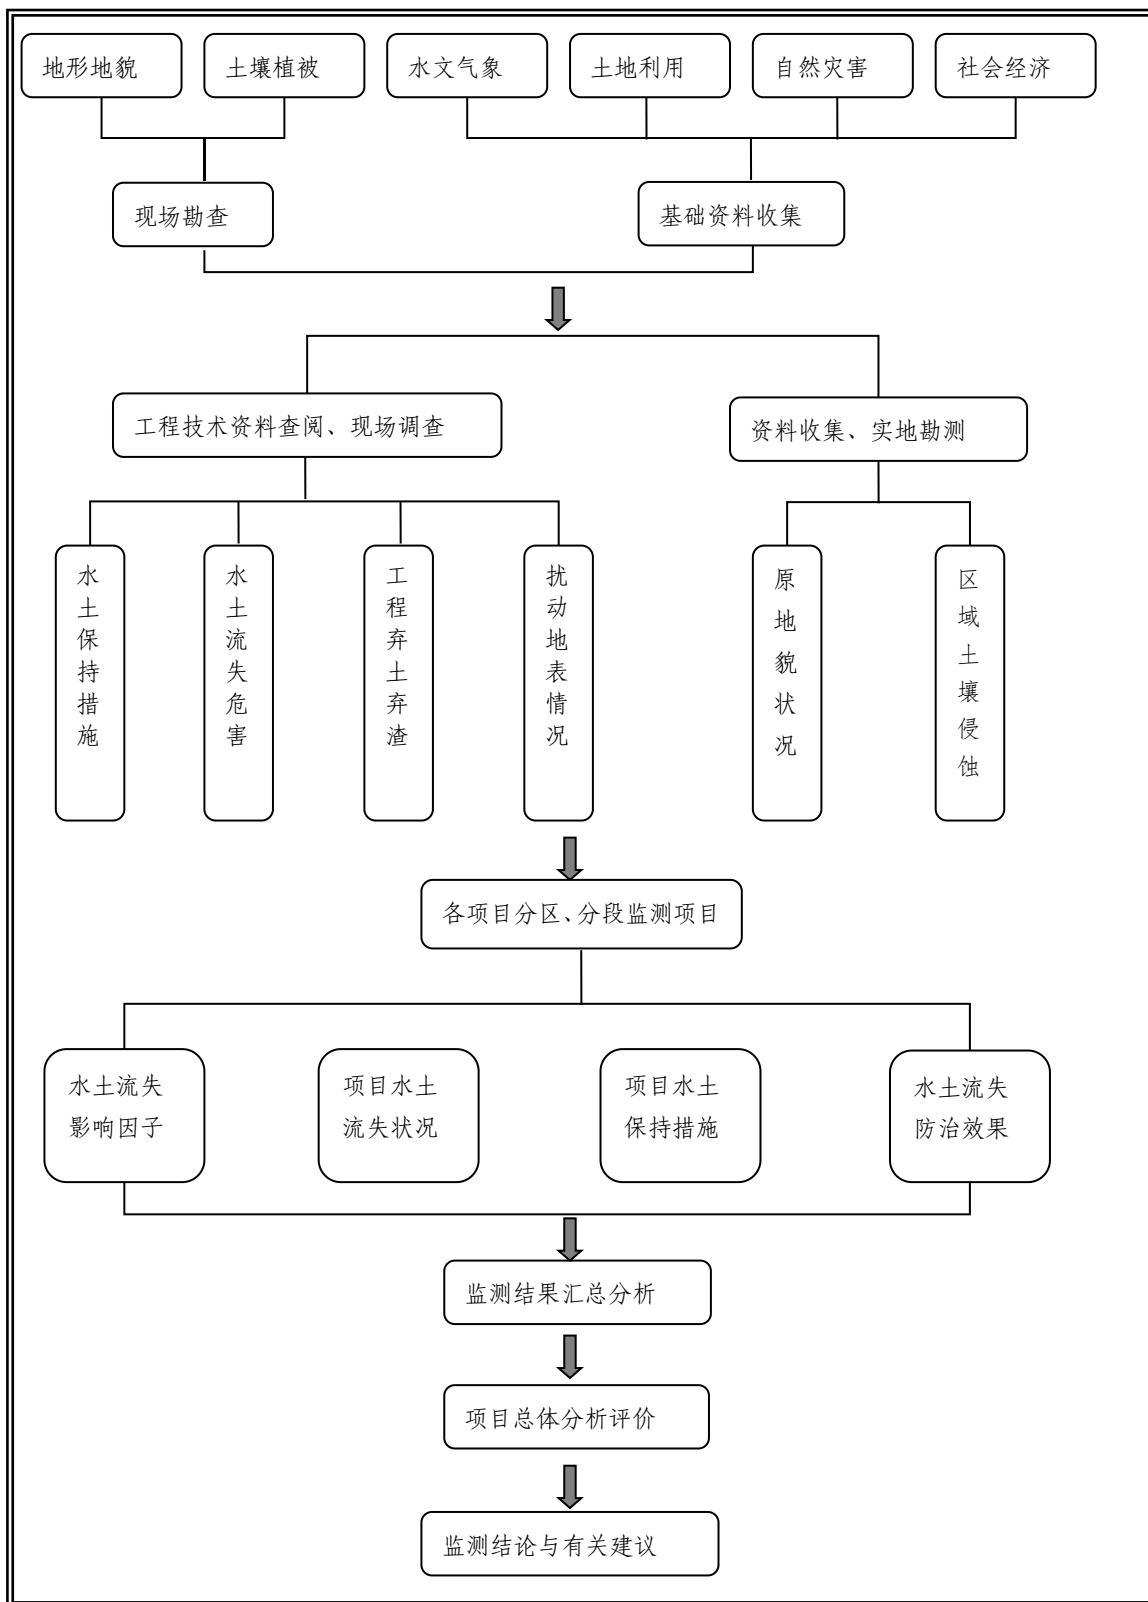 地形地貌
土壤植被
水文气象
土地利用
自然灾害
社会经济
现场勘查
基础资料收集
工程技术资料查阅、现场调查
资料收集、实地勘测
水土保持措施
水土流失危害
工程弃土弃渣
扰动地表情况
原地貌状况
区域土壤侵蚀
各项目分区、分段监测项目
水土流失
影响因子
项目水土
流失状况
项目水土
保持措施
水土流失
防治效果
监测结果汇总分析
项目总体分析评价
监测结论与有关建议